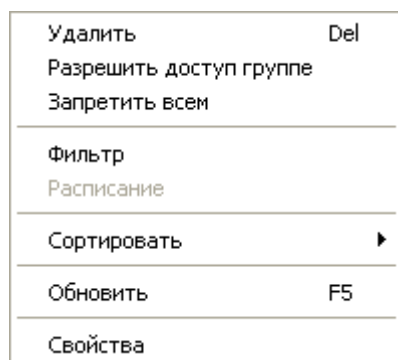 Удалить Del
Разрешить доступ группе
Запретить всем
Фильтр
Расписание
Сортировать
Обновить F5
Свойства